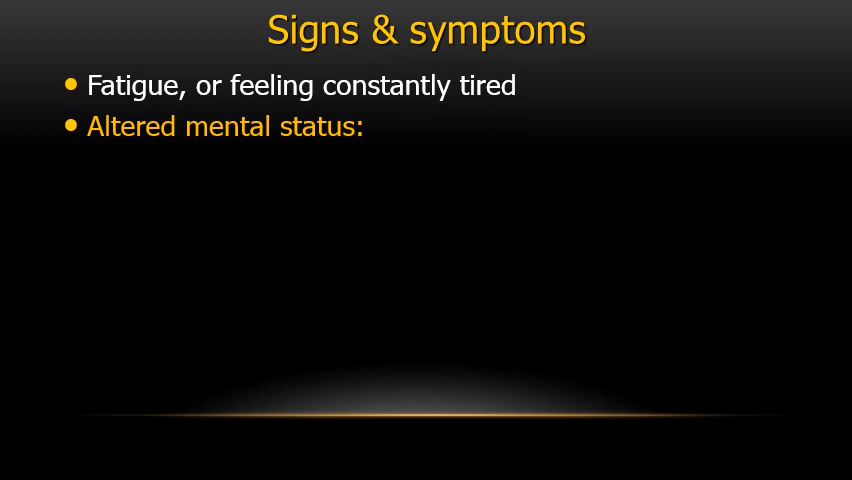 Signs & symptoms
• Fatigue, or feeling constantly tired
• Altered mental status: